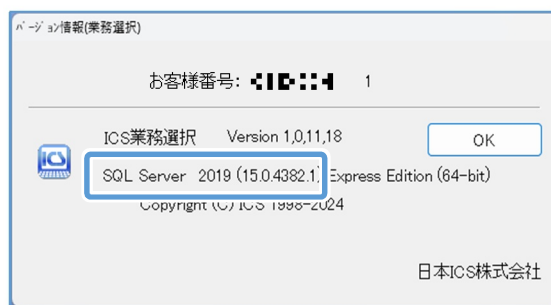 バージョン情報(業務選択)
お客様番号: 1
ICS業務選択 Version 1,0,11,18
OK
ICS
SQL Server 2019 (15.0.4382.1) Express Edition (64-bit)
Copyright (C) ICS 1998-2024
日本ICS株式会社